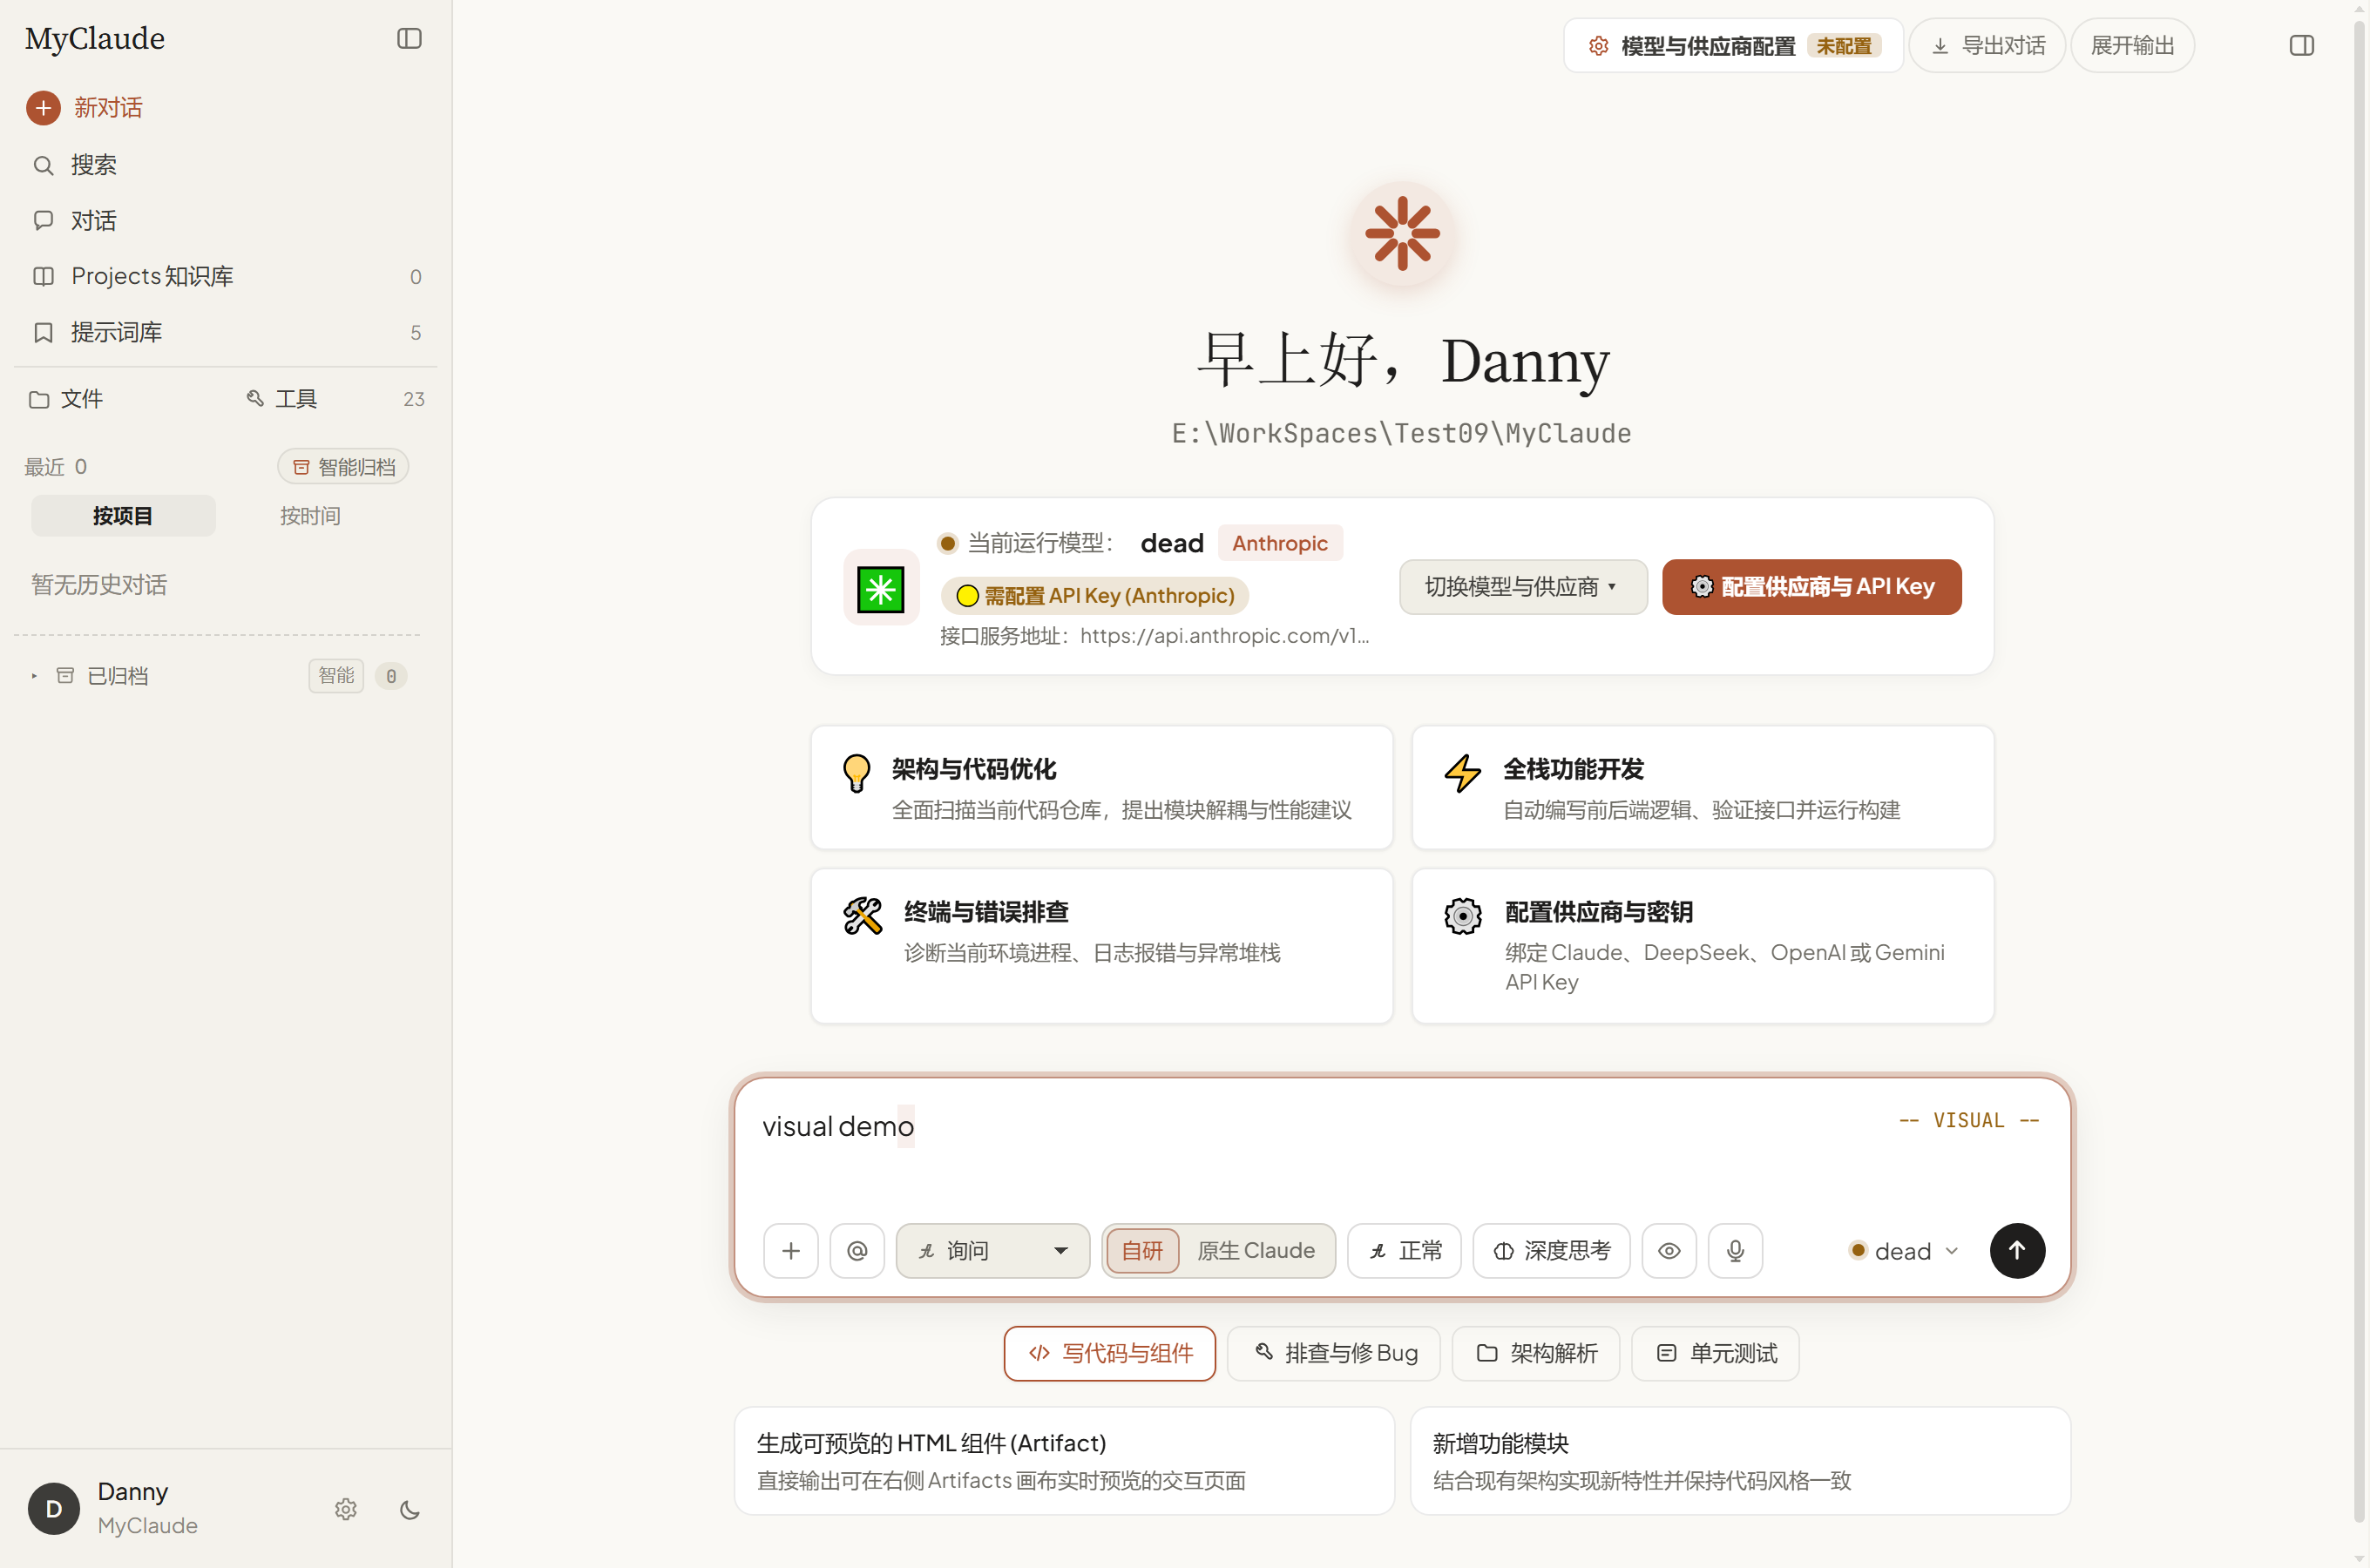 MyClaude
新对话
搜索
对话
Projects 知识库 0
提示词库 5
文件 工具 23
最近 0 智能归档
按项目 按时间
暂无历史对话
已归档 智能 0
D Danny
MyClaude
模型与供应商配置 未配置 导出对话 展开输出
早上好，Danny
E:\WorkSpaces\Test09\MyClaude
当前运行模型： dead Anthropic
需配置 API Key (Anthropic)
接口服务地址：https://api.anthropic.com/v1...
切换模型与供应商 ▾ 配置供应商与 API Key
架构与代码优化
全面扫描当前代码仓库，提出模块解耦与性能建议
全栈功能开发
自动编写前后端逻辑、验证接口并运行构建
终端与错误排查
诊断当前环境进程、日志报错与异常堆栈
配置供应商与密钥
绑定 Claude、DeepSeek、OpenAI 或 Gemini
API Key
visual demo
-- VISUAL --
询问 自研 原生 Claude 正常 深度思考 dead
写代码与组件 排查与修 Bug 架构解析 单元测试
生成可预览的 HTML 组件 (Artifact)
直接输出可在右侧 Artifacts 画布实时预览的交互页面
新增功能模块
结合现有架构实现新特性并保持代码风格一致